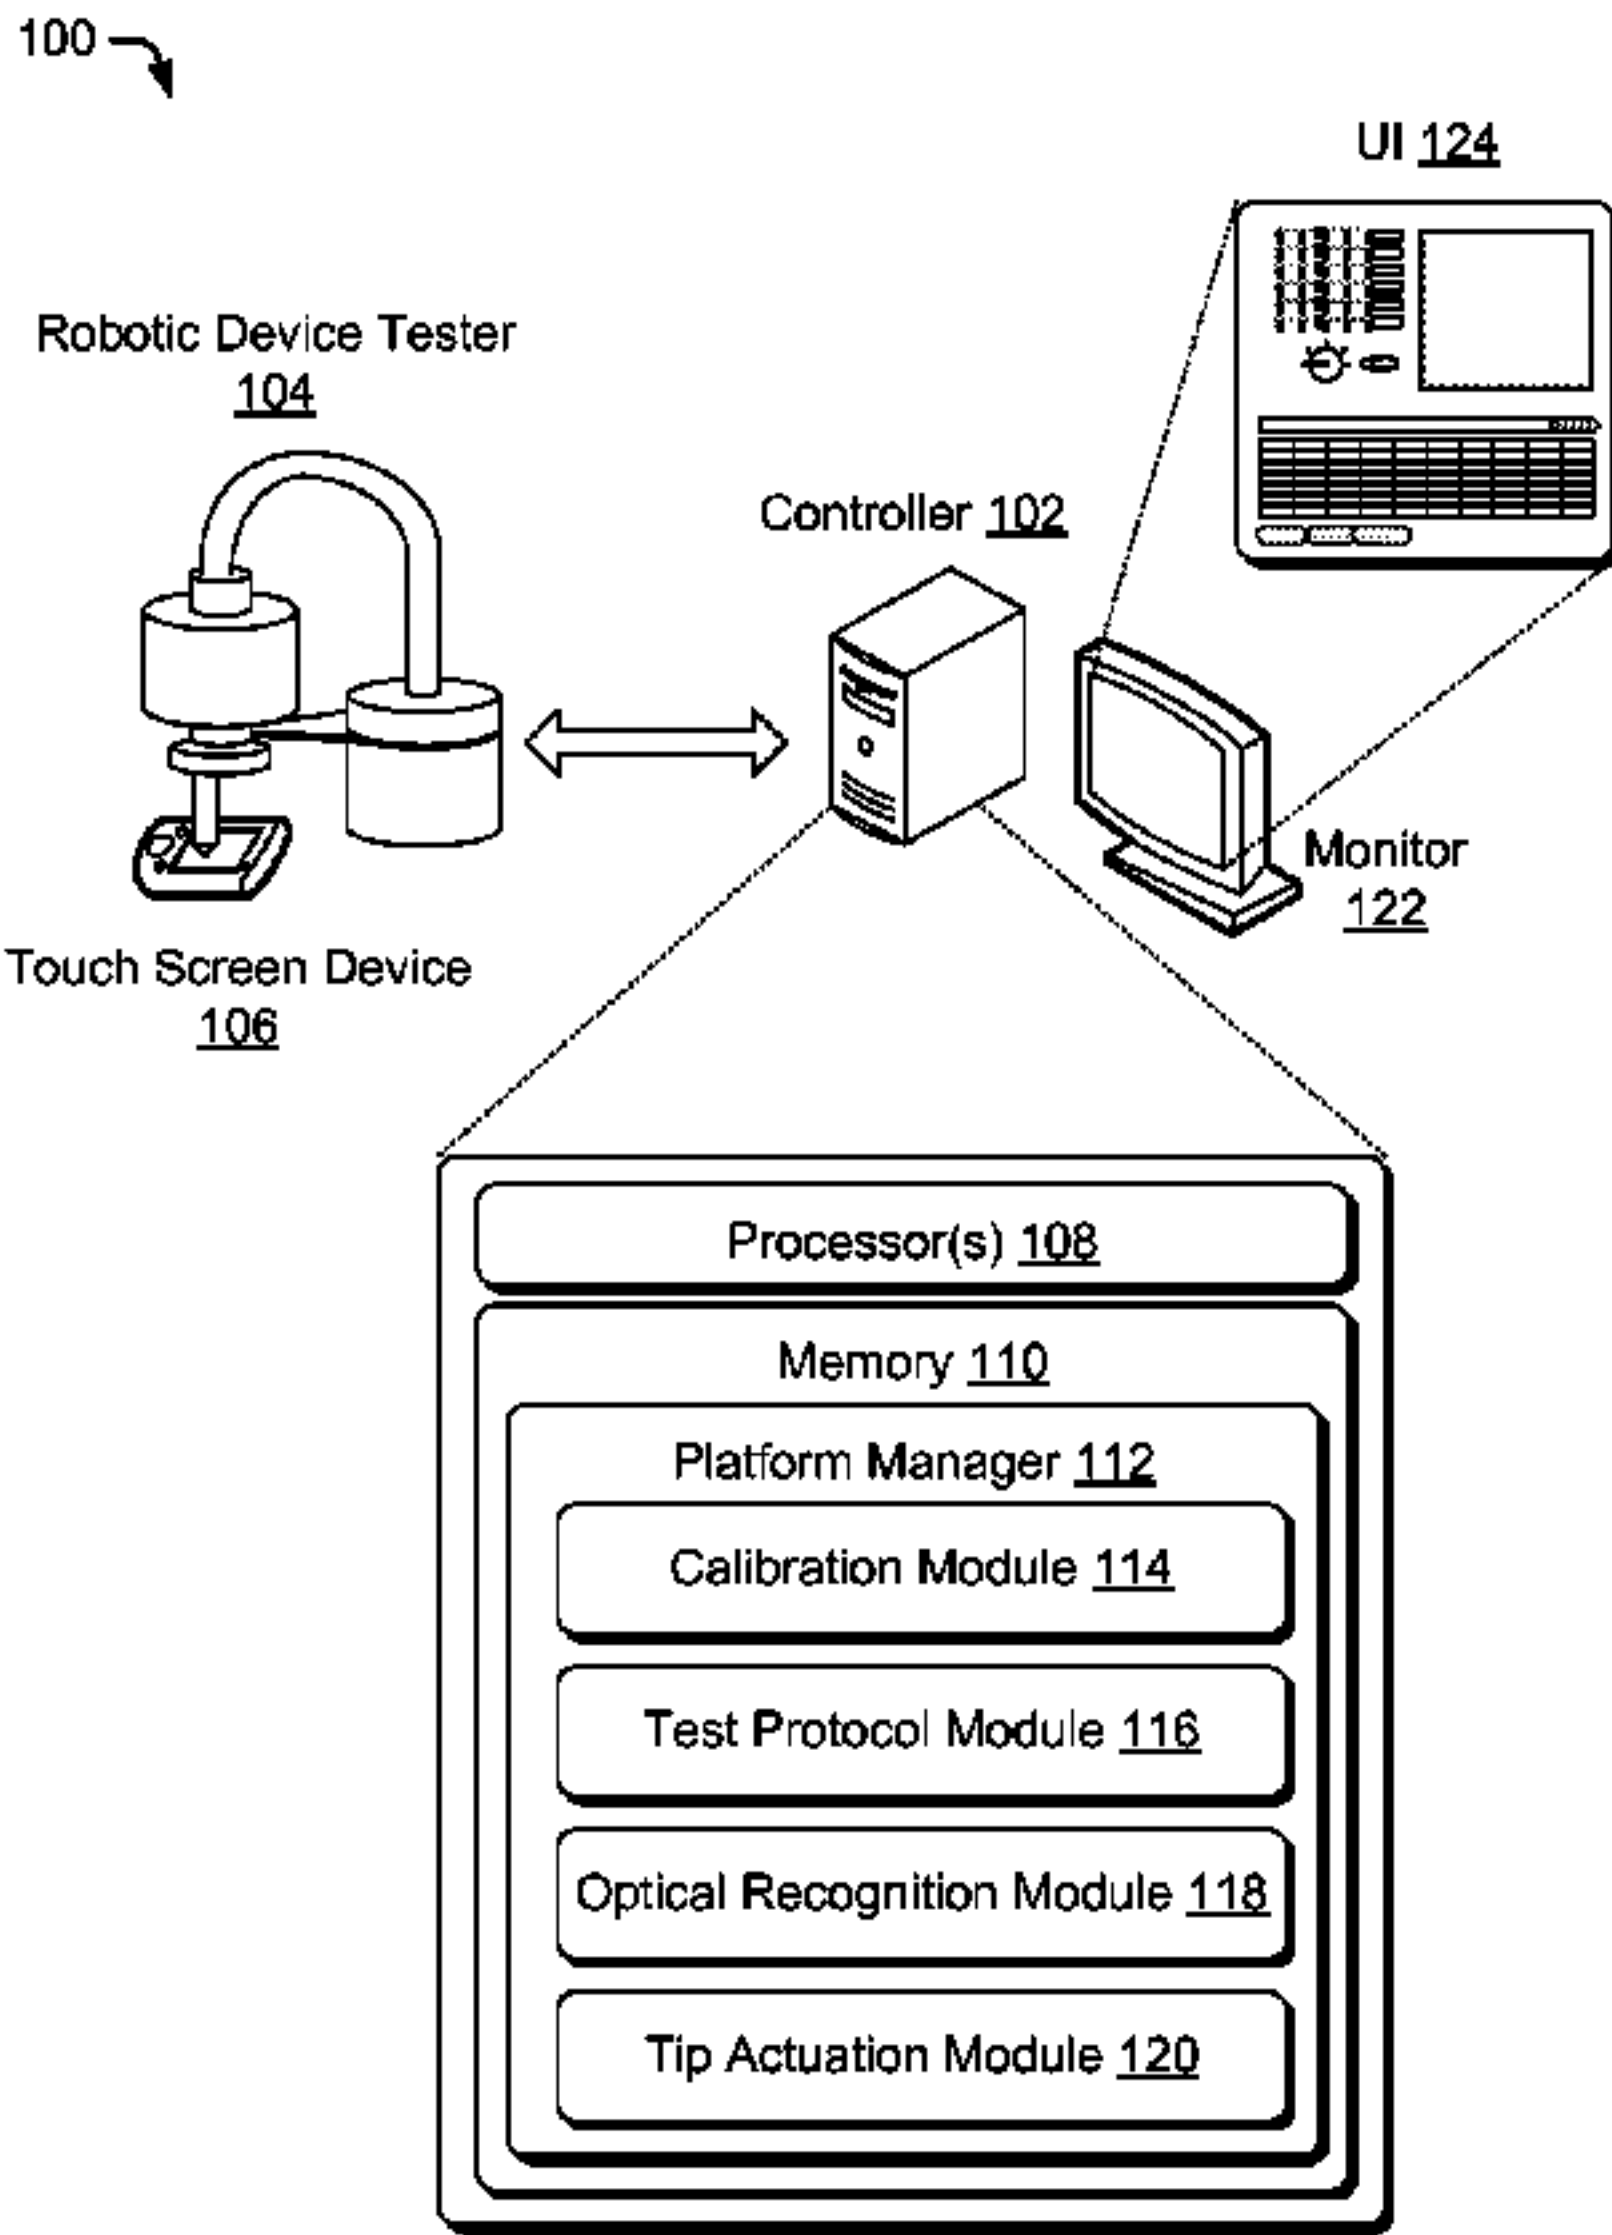 100
UI 124
Robotic Device Tester
104
Controller 102
Monitor
122
Touch Screen Device
106
Processor(s) 108
Memory 110
Platform Manager 112
Calibration Module 114
Test Protocol Module 116
Optical Recognition Module 118
Tip Actuation Module 120